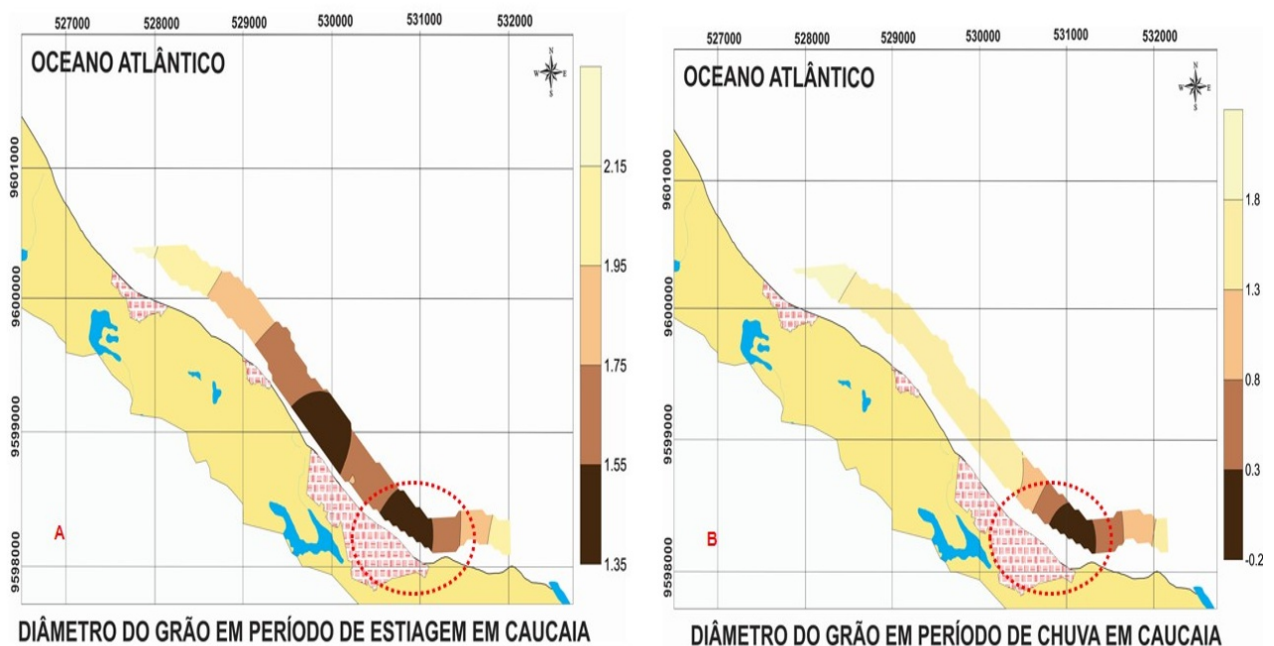 527000 528000 529000 530000 531000 532000
OCEANO ATLÂNTICO
N
W E
S
9601000
9600000
9599000
9598000
2.15
1.95
1.75
1.55
1.35
A
DIÂMETRO DO GRÃO EM PERÍODO DE ESTIAGEM EM CAUCAIA
527000 528000 529000 530000 531000 532000
OCEANO ATLÂNTICO
N
W E
S
9601000
9600000
9599000
9598000
1.8
1.3
0.8
0.3
-0.2
B
DIÂMETRO DO GRÃO EM PERÍODO DE CHUVA EM CAUCAIA